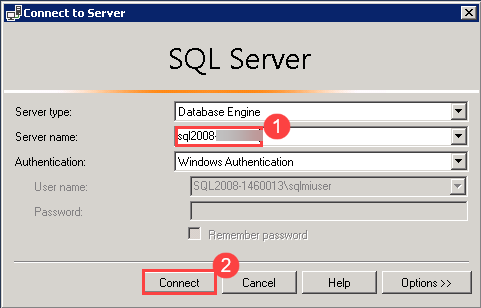 Connect to Server
SQL Server
Server type: Database Engine
Server name: sql2008- 1
Authentication: Windows Authentication
User name: SQL2008-1460013\sqlmiuser
Password:
Remember password
2
Connect Cancel Help Options >>